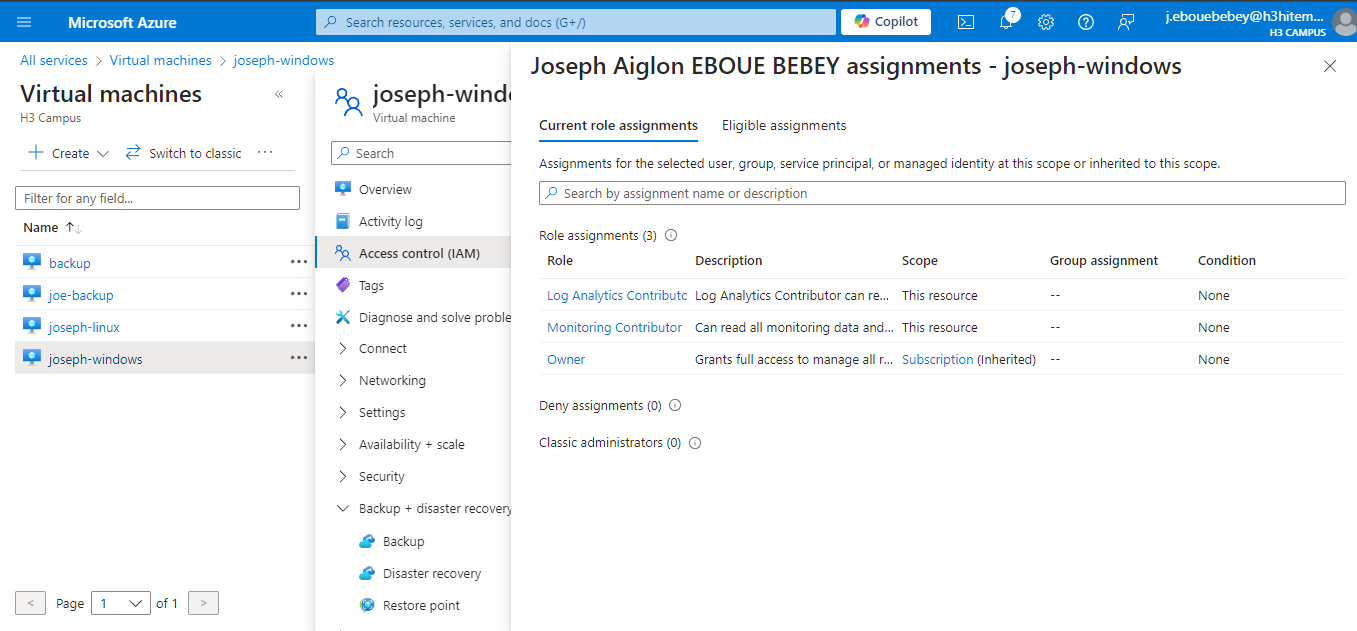 Microsoft Azure
Search resources, services, and docs (G+/)
Copilot
7
j.ebouebebey@h3hitem...
H3 CAMPUS
All services > Virtual machines > joseph-windows
Virtual machines
H3 Campus
Create
Switch to classic
Filter for any field...
Name
backup
joe-backup
joseph-linux
joseph-windows
< Page 1 of 1 >
joseph-windo
Virtual machine
Search
Overview
Activity log
Access control (IAM)
Tags
Diagnose and solve proble
Connect
Networking
Settings
Availability + scale
Security
Backup + disaster recovery
Backup
Disaster recovery
Restore point
Joseph Aiglon EBOUE BEBEY assignments - joseph-windows
Current role assignments Eligible assignments
Assignments for the selected user, group, service principal, or managed identity at this scope or inherited to this scope.
Search by assignment name or description
Role assignments (3)
Role Description Scope Group assignment Condition
Log Analytics Contributo Log Analytics Contributor can re... This resource -- None
Monitoring Contributor Can read all monitoring data and... This resource -- None
Owner Grants full access to manage all r... Subscription (Inherited) -- None
Deny assignments (0)
Classic administrators (0)